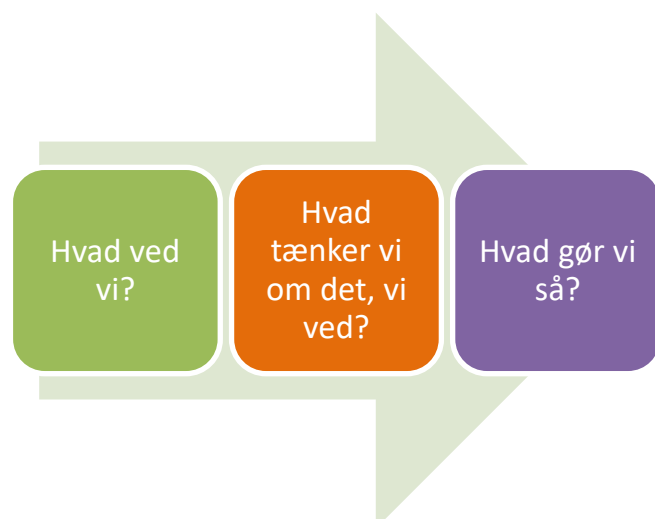 Hvad ved
vi?
Hvad
tænker vi
om det, vi
ved?
Hvad gør vi
så?